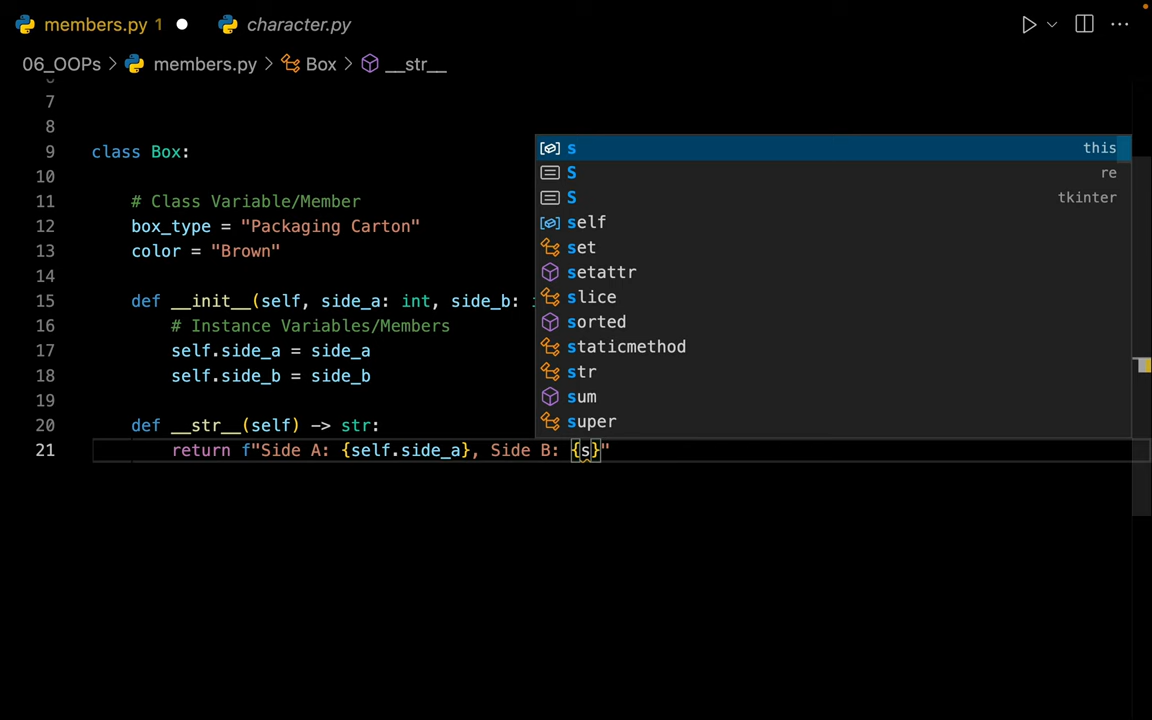 members.py 1 character.py
06_OOPs > members.py > Box > __str__
7
8
9 class Box:
10
11 # Class Variable/Member
12 box_type = "Packaging Carton"
13 color = "Brown"
14
15 def __init__(self, side_a: int, side_b:
16 # Instance Variables/Members
17 self.side_a = side_a
18 self.side_b = side_b
19
20 def __str__(self) -> str:
21 return f"Side A: {self.side_a}, Side B: {s}"
s this
S re
S tkinter
self
set
setattr
slice
sorted
staticmethod
str
sum
super